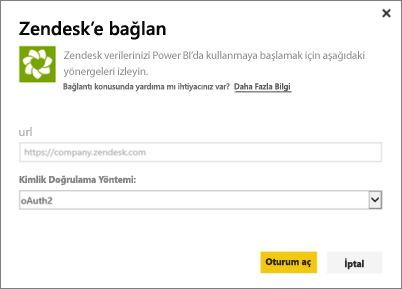 Zendesk'e bağlan
Zendesk verilerinizi Power BI'da kullanmaya başlamak için aşağıdaki
yönergeleri izleyin.
Bağlantı konusunda yardıma mı ihtiyacınız var? Daha Fazla Bilgi
url
https://company.zendesk.com
Kimlik Doğrulama Yöntemi:
oAuth2
Oturum aç İptal